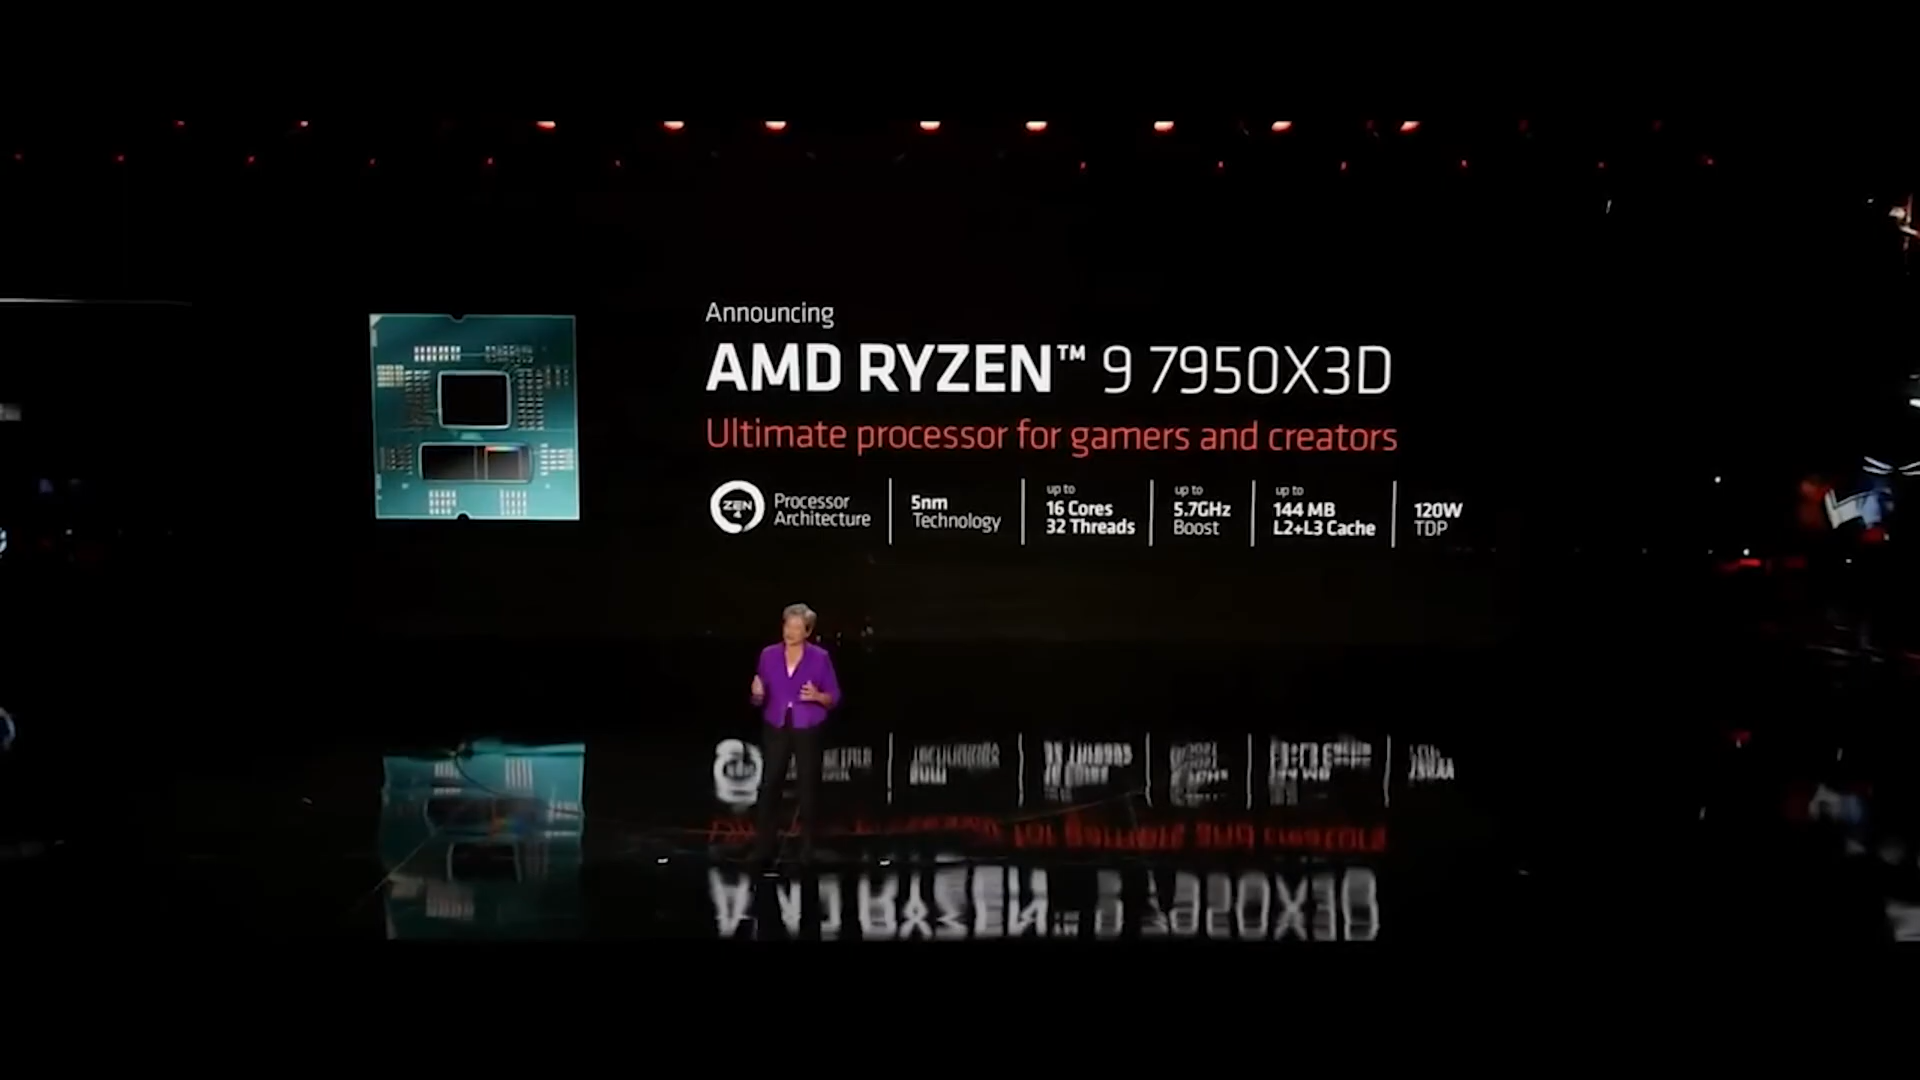 Announcing
AMD RYZEN™ 9 7950X3D
Ultimate processor for gamers and creators
ZEN 4
Processor
Architecture
5nm
Technology
up to
16 Cores
32 Threads
up to
5.7GHz
Boost
up to
144 MB
L2+L3 Cache
120W
TDP